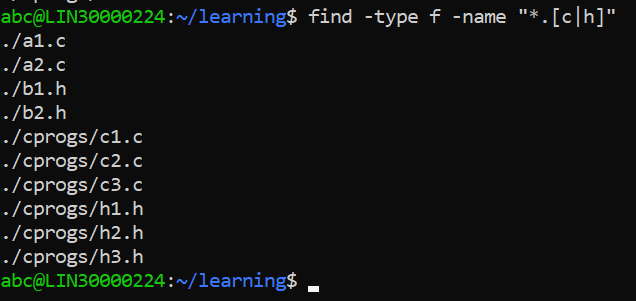 abc@LIN30000224:~/learning$ find -type f -name "*.[c|h]"
./a1.c
./a2.c
./b1.h
./b2.h
./cprogs/c1.c
./cprogs/c2.c
./cprogs/c3.c
./cprogs/h1.h
./cprogs/h2.h
./cprogs/h3.h
abc@LIN30000224:~/learning$